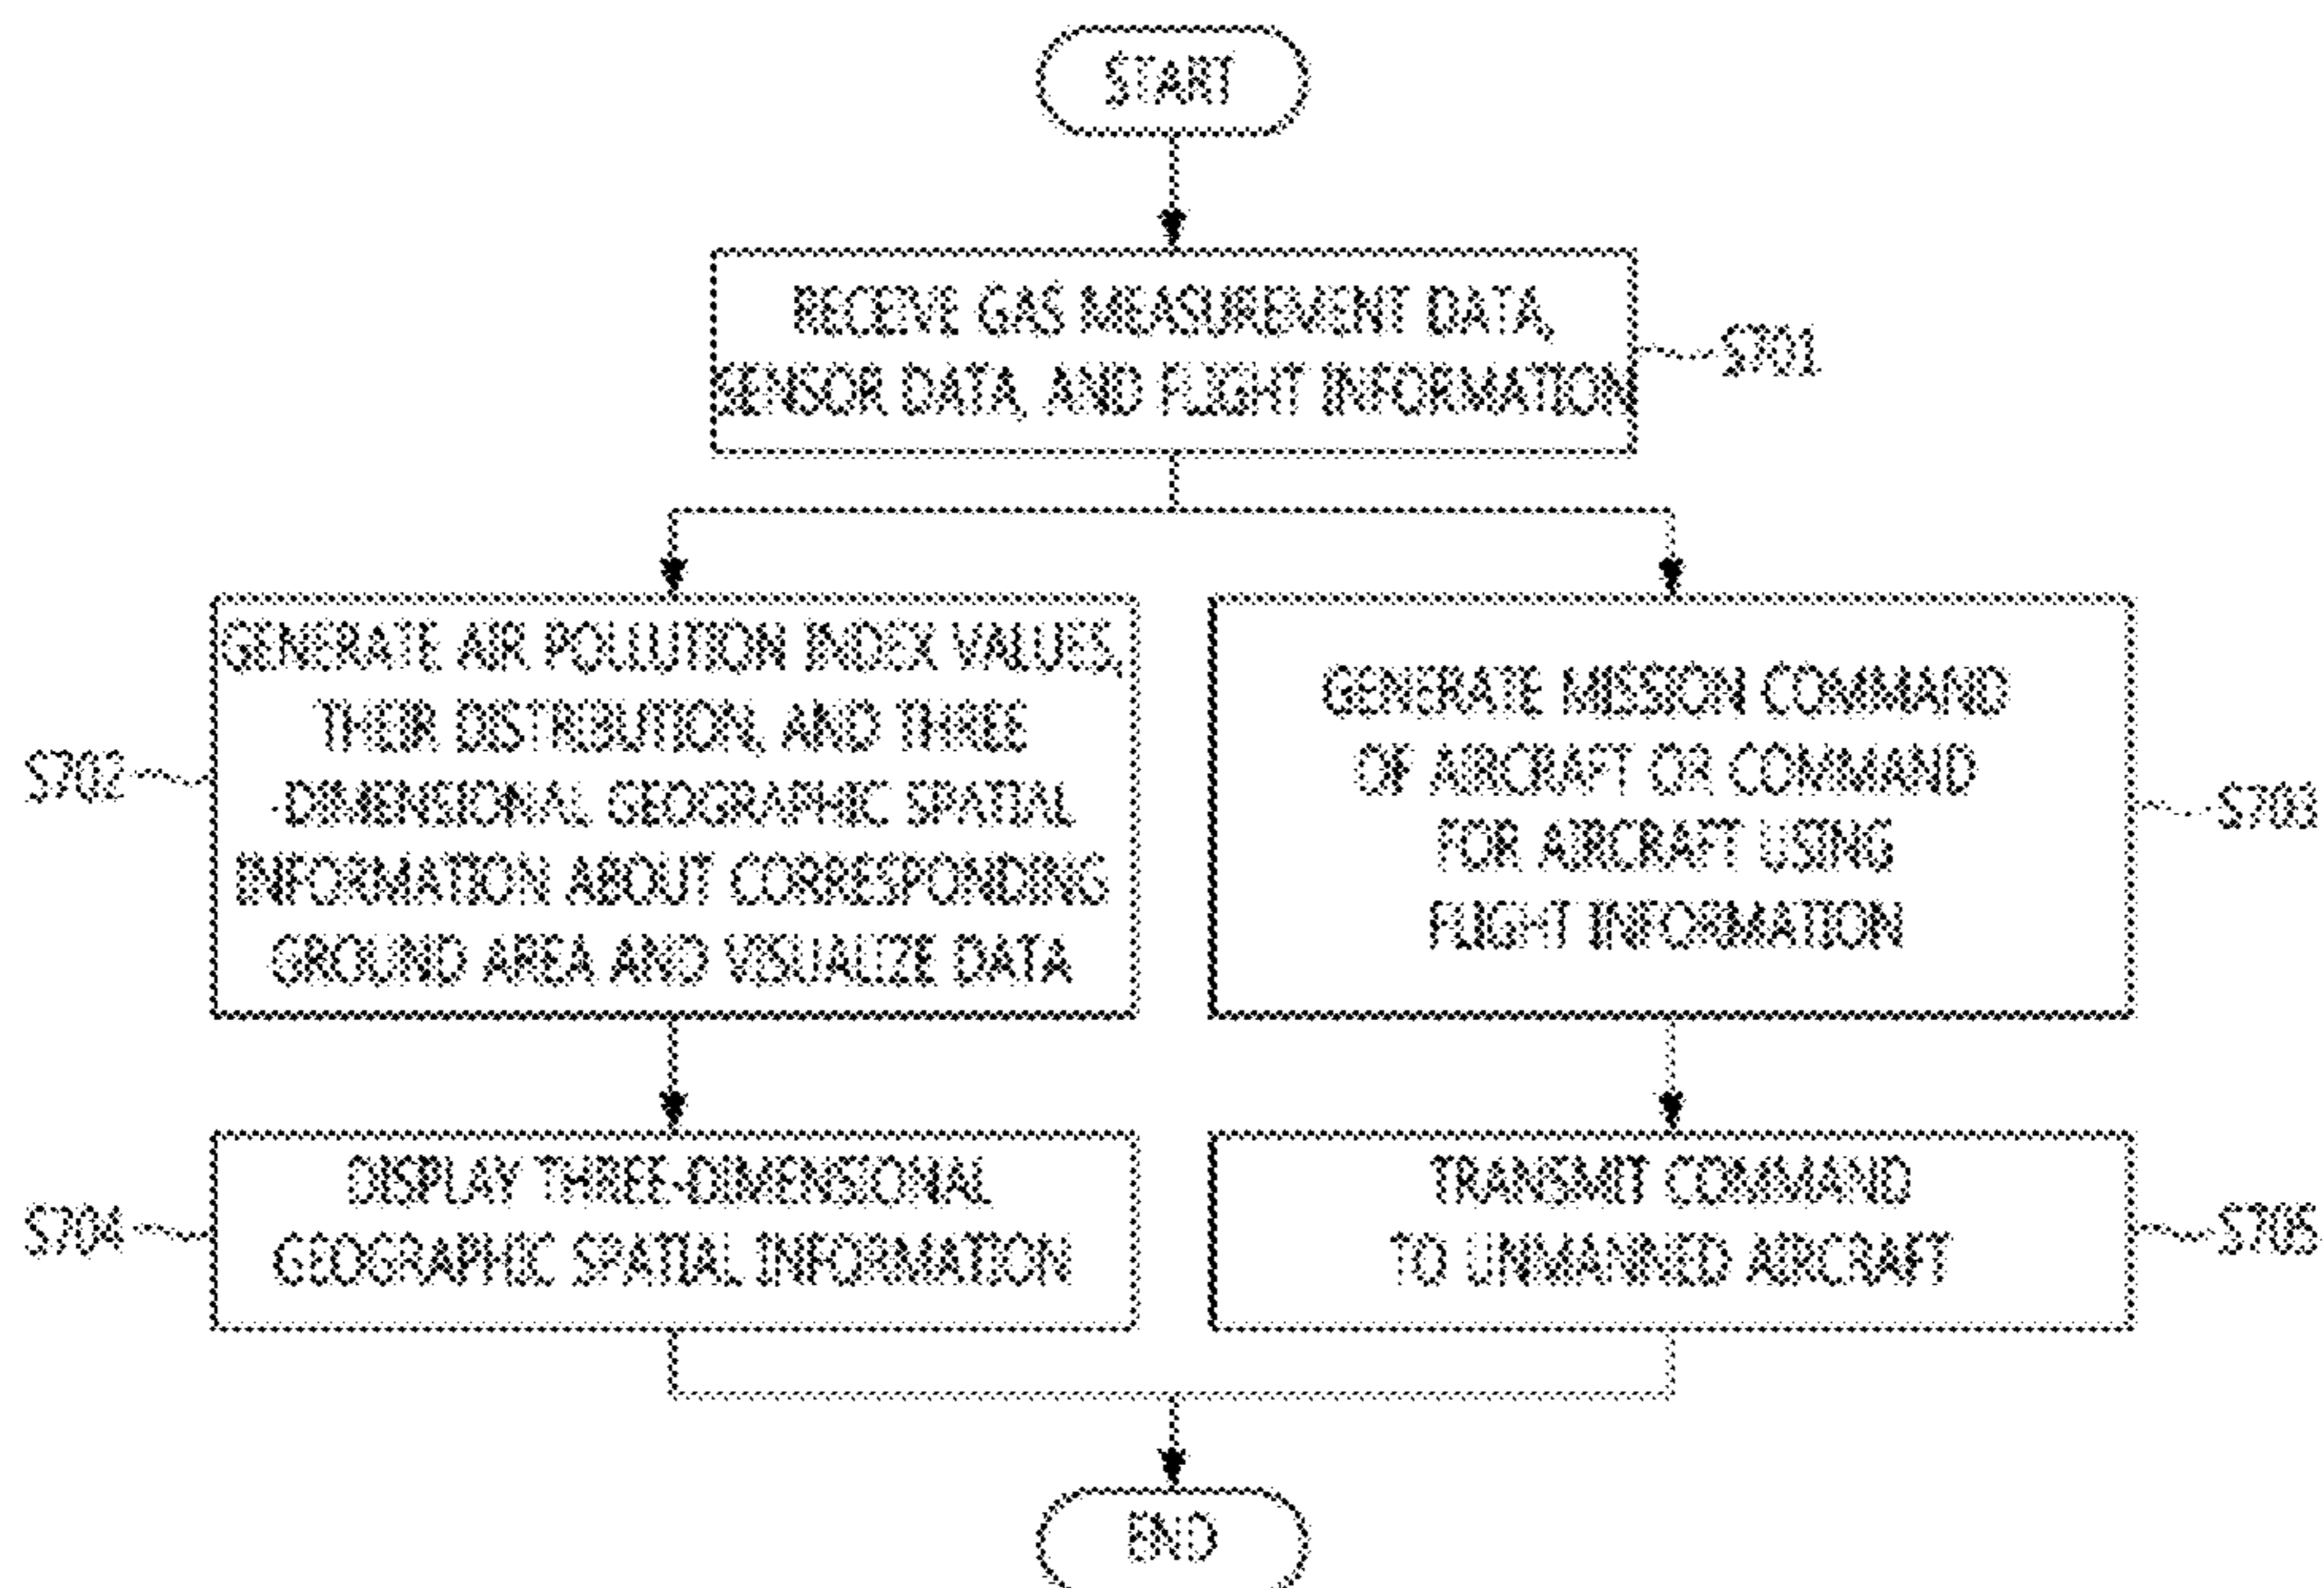 START
RECEIVE GAS MEASUREMENT DATA,
SENSOR DATA, AND FLIGHT INFORMATION
S701
GENERATE AIR POLLUTION INDEX VALUES,
THEIR DISTRIBUTION, AND THREE
-DIMENSIONAL GEOGRAPHIC SPATIAL
INFORMATION ABOUT CORRESPONDING
GROUND AREA AND VISUALIZE DATA
S702
GENERATE MISSION COMMAND
OF AIRCRAFT OR COMMAND
FOR AIRCRAFT USING
FLIGHT INFORMATION
S703
DISPLAY THREE-DIMENSIONAL
GEOGRAPHIC SPATIAL INFORMATION
S704
TRANSMIT COMMAND
TO UNMANNED AIRCRAFT
S705
END